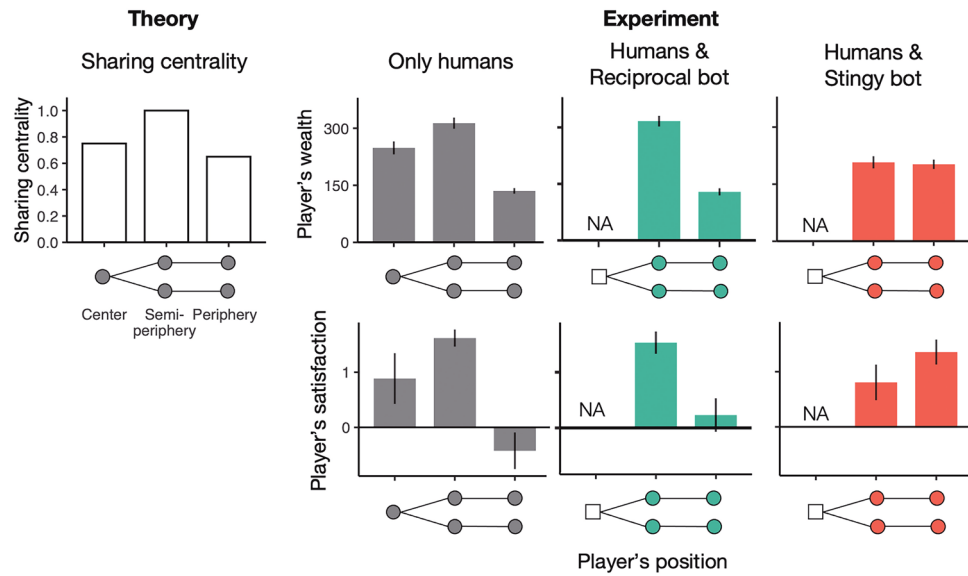 Theory
Experiment
Sharing centrality
Only humans
Humans &
Reciprocal bot
Humans &
Stingy bot
Sharing centrality
1.0
0.8
0.6
0.4
0.2
0.0
Center
Semi-
periphery
Periphery
Player's wealth
300
150
0
NA
NA
Player's satisfaction
1
0
NA
NA
Player's position